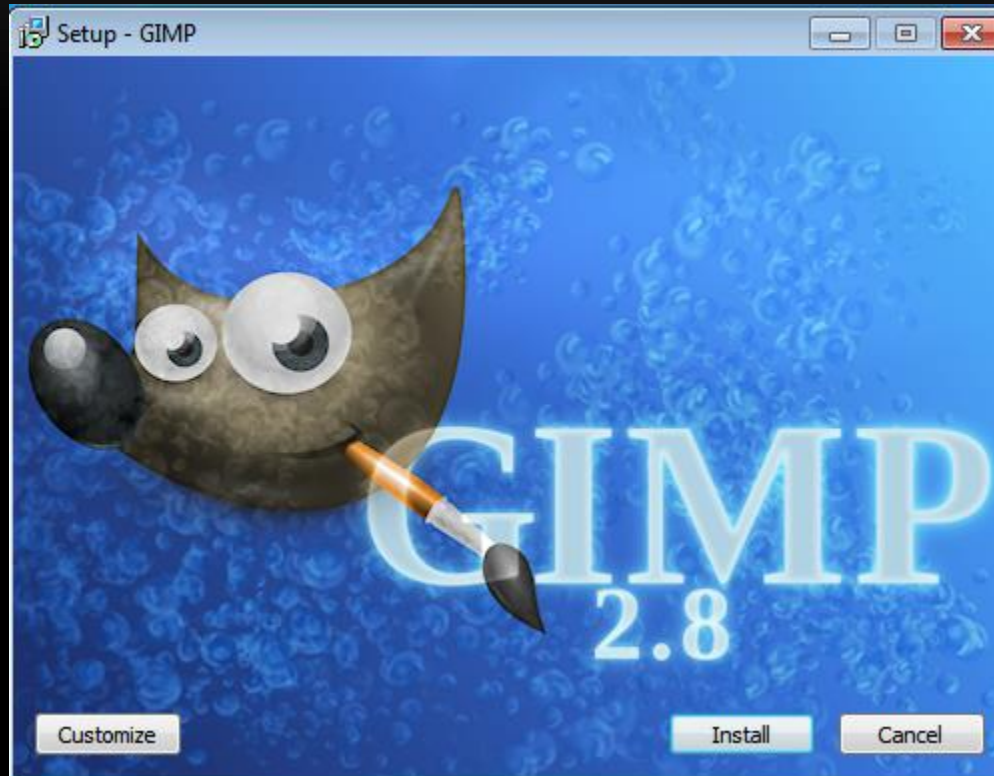 Setup - GIMP
GIMP
2.8
Customize
Install
Cancel